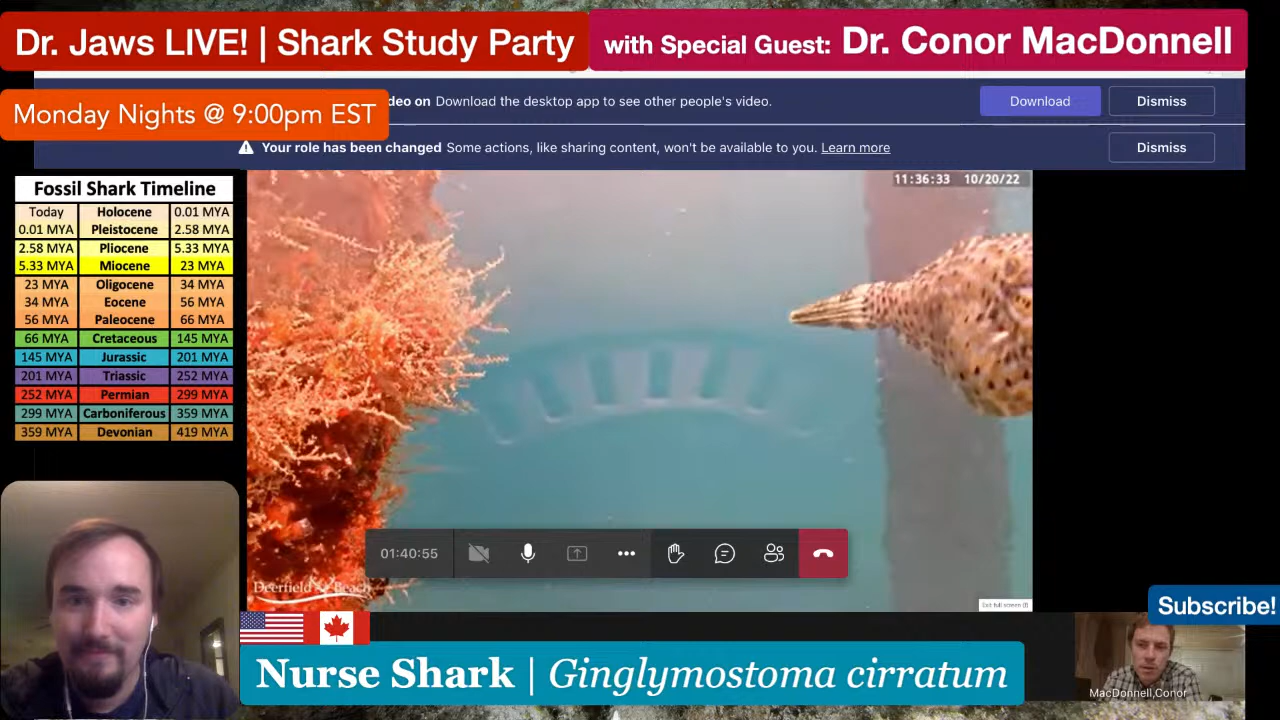 Dr. Jaws LIVE! | Shark Study Party
with Special Guest: Dr. Conor MacDonnell
Monday Nights @ 9:00pm EST
deo on Download the desktop app to see other people's video.
Download
Dismiss
Your role has been changed Some actions, like sharing content, won't be available to you. Learn more
Dismiss
Fossil Shark Timeline
Today Holocene 0.01 MYA
0.01 MYA Pleistocene 2.58 MYA
2.58 MYA Pliocene 5.33 MYA
5.33 MYA Miocene 23 MYA
23 MYA Oligocene 34 MYA
34 MYA Eocene 56 MYA
56 MYA Paleocene 66 MYA
66 MYA Cretaceous 145 MYA
145 MYA Jurassic 201 MYA
201 MYA Triassic 252 MYA
252 MYA Permian 299 MYA
299 MYA Carboniferous 359 MYA
359 MYA Devonian 419 MYA
11:36:33 10/20/22
01:40:55
Deerfield Beach
Exit full screen (f)
Subscribe!
Nurse Shark | Ginglymostoma cirratum
MacDonnell,Conor